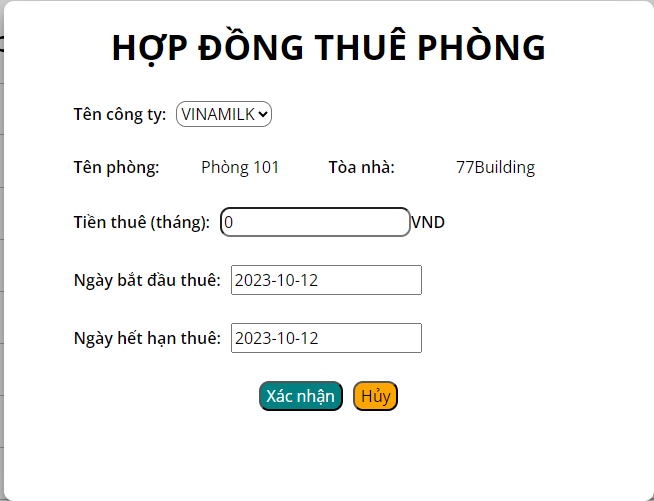 HỢP ĐỒNG THUÊ PHÒNG
Tên công ty: VINAMILK
Tên phòng: Phòng 101 Tòa nhà: 77Building
Tiền thuê (tháng): 0 VND
Ngày bắt đầu thuê: 2023-10-12
Ngày hết hạn thuê: 2023-10-12
Xác nhận Hủy